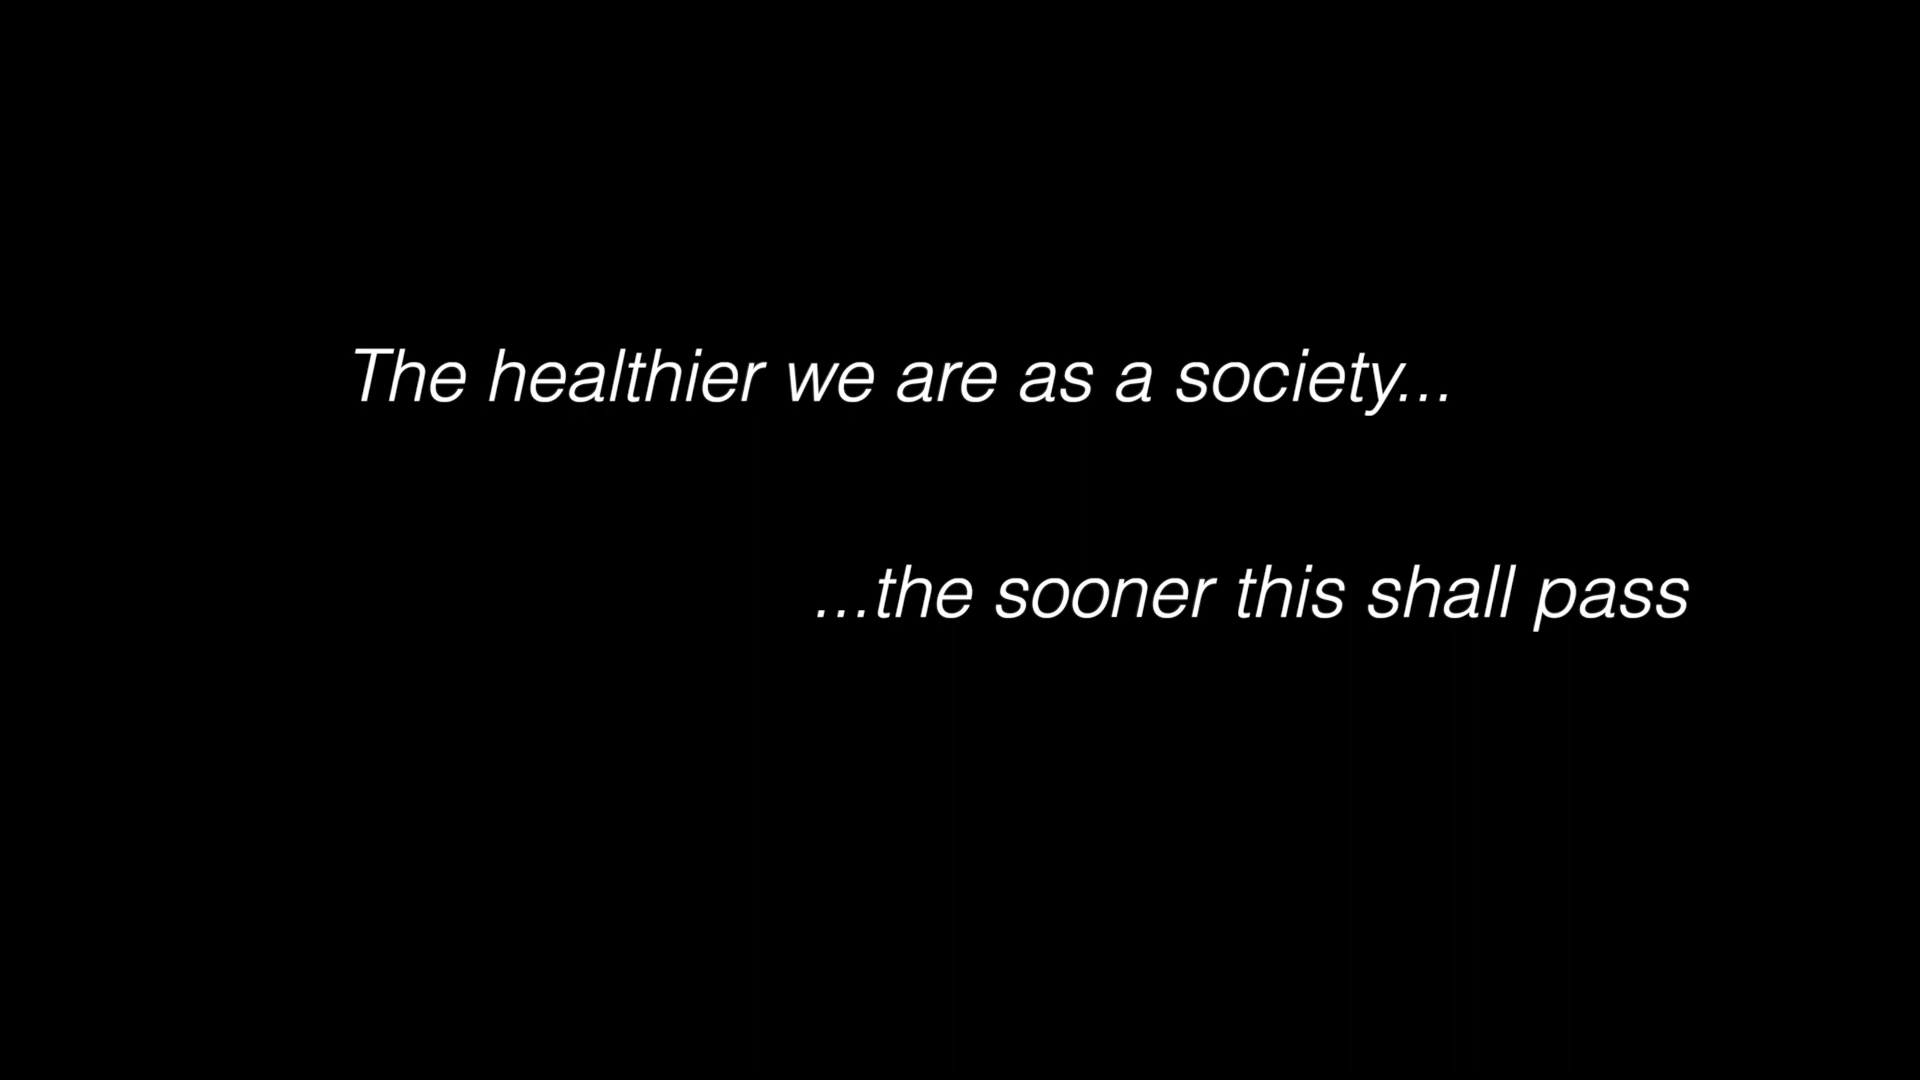 The healthier we are as a society...
...the sooner this shall pass